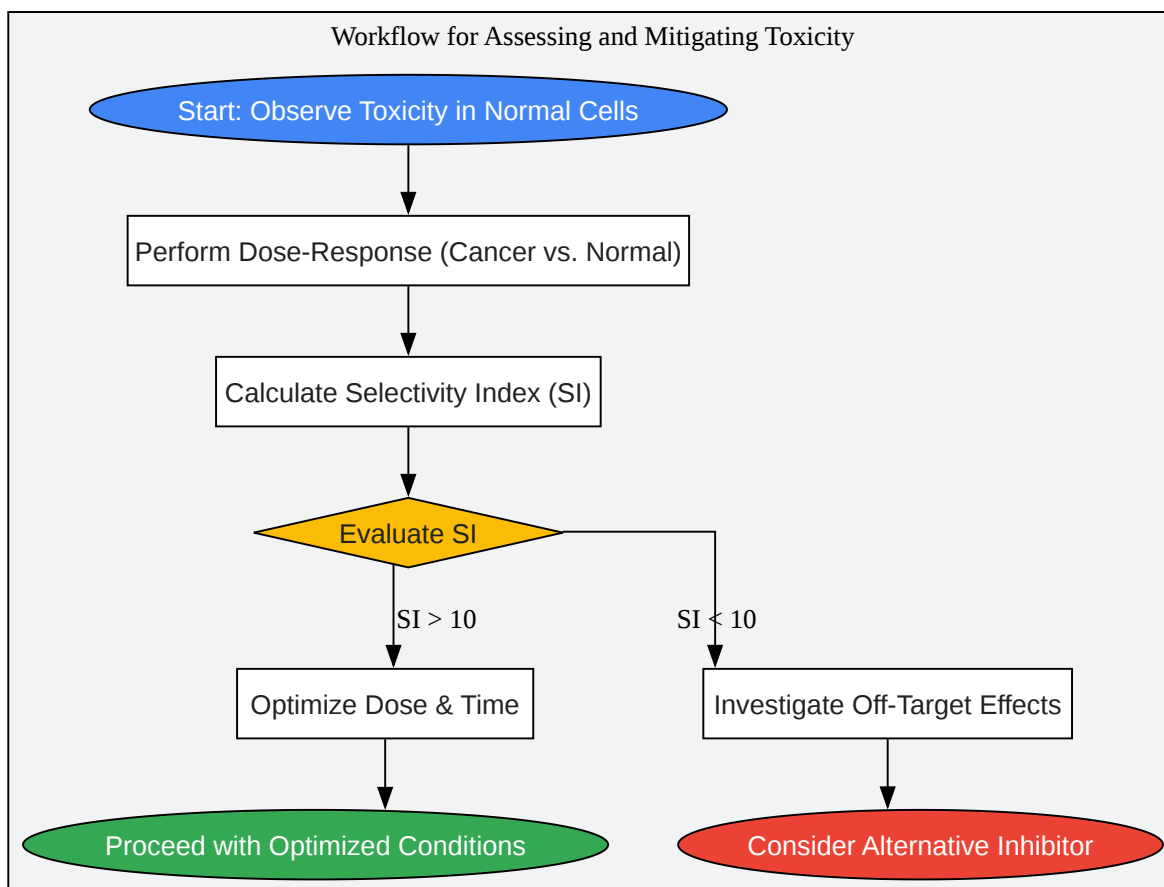 Workflow for Assessing and Mitigating Toxicity
Start: Observe Toxicity in Normal Cells
Perform Dose-Response (Cancer vs. Normal)
Calculate Selectivity Index (SI)
Evaluate SI
SI > 10
SI < 10
Optimize Dose & Time
Investigate Off-Target Effects
Proceed with Optimized Conditions
Consider Alternative Inhibitor